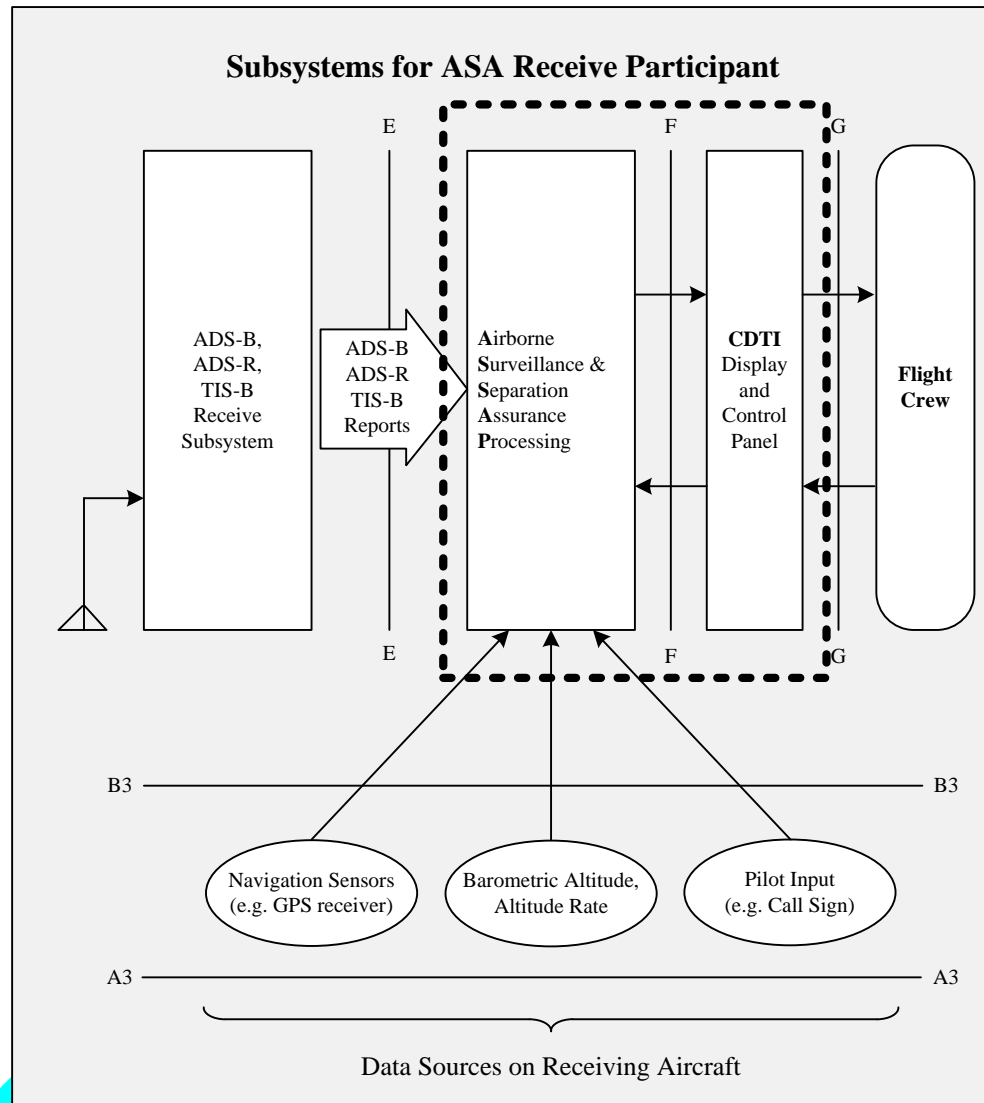 Subsystems for ASA Receive Participant
E
F
G
ADS-B,
ADS-R,
TIS-B
Receive
Subsystem
ADS-B
ADS-R
TIS-B
Reports
Airborne
Surveillance &
Separation
Assurance
Processing
CDTI
Display
and
Control
Panel
Flight
Crew
E
F
G
B3
B3
Navigation Sensors
(e.g. GPS receiver)
Barometric Altitude,
Altitude Rate
Pilot Input
(e.g. Call Sign)
A3
A3
Data Sources on Receiving Aircraft